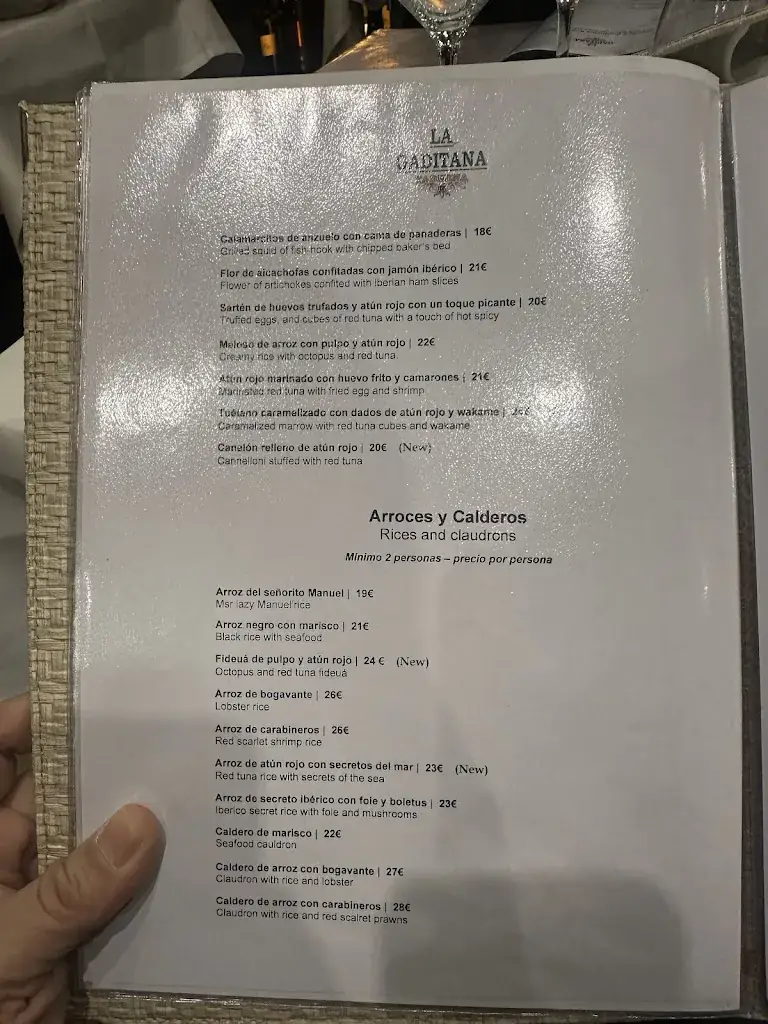 LA
GADITANA
Calamarcitos de anzuelo con cama de panaderas | 18€
Grilled squid of fish-hook with chipped baker's bed
Flor de alcachofas confitadas con jamón ibérico | 21€
Flower of artichokes confited with Iberian ham slices
Sartén de huevos trufados y atún rojo con un toque picante | 20€
Truffed eggs, and cubes of red tuna with a touch of hot spicy
Meloso de arroz con pulpo y atún rojo | 22€
Creamy rice with octopus and red tuna
Atún rojo marinado con huevo frito y camarones | 21€
Marinated red tuna with fried egg and shrimp
Tuétano caramelizado con dados de atún rojo y wakame |
Caramelized marrow with red tuna cubes and wakame
Canelón relleno de atún rojo | 20€ (New)
Cannelloni stuffed with red tuna
Arroces y Calderos
Rices and claudrons
Mínimo 2 personas – precio por persona
Arroz del señorito Manuel | 19€
Msr lazy Manuel'rice
Arroz negro con marisco | 21€
Black rice with seafood
Fideuá de pulpo y atún rojo | 24 € (New)
Octopus and red tuna fideuá
Arroz de bogavante | 26€
Lobster rice
Arroz de carabineros | 26€
Red scarlet shrimp rice
Arroz de atún rojo con secretos del mar | 23€ (New)
Red tuna rice with secrets of the sea
Arroz de secreto ibérico con foie y boletus | 23€
Iberico secret rice with foie and mushrooms
Caldero de marisco | 22€
Seafood cauldron
Caldero de arroz con bogavante | 27€
Claudron with rice and lobster
Caldero de arroz con carabineros | 28€
Claudron with rice and red scalret prawns